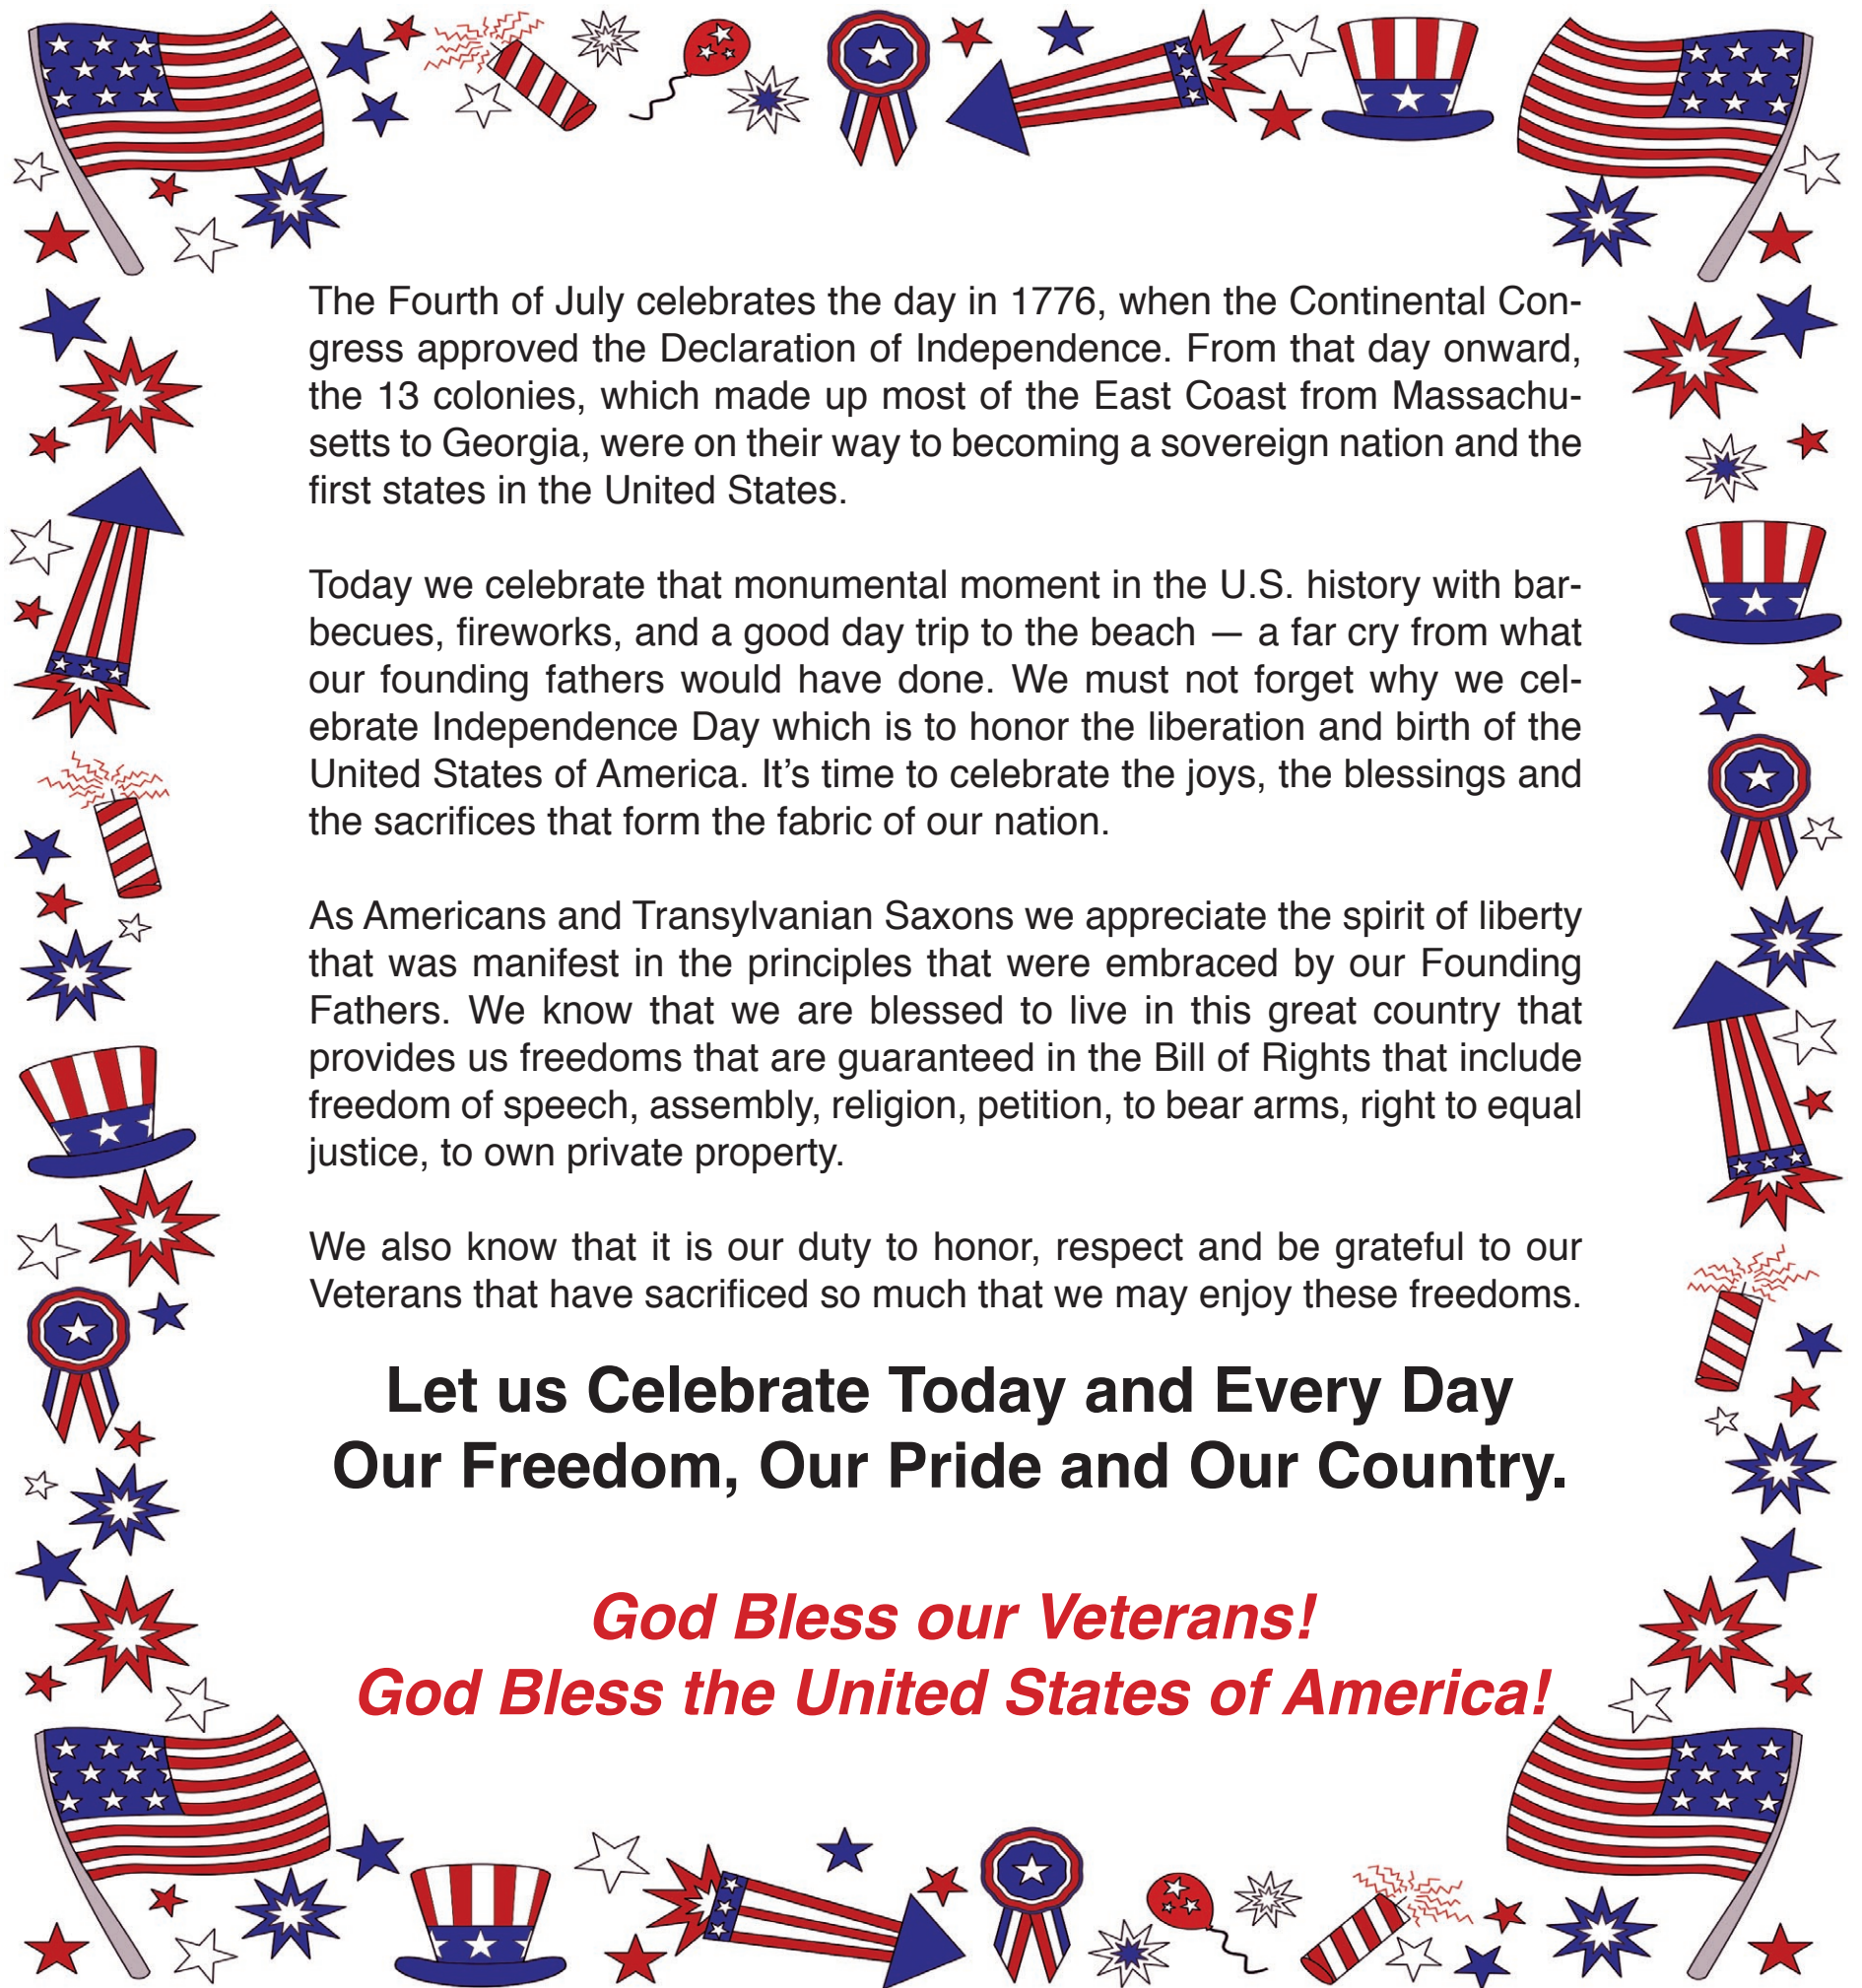 The Fourth of July celebrates the day in 1776, when the Continental Con-
gress approved the Declaration of Independence. From that day onward,
the 13 colonies, which made up most of the East Coast from Massachu-
setts to Georgia, were on their way to becoming a sovereign nation and the
first states in the United States.
Today we celebrate that monumental moment in the U.S. history with bar-
becues, fireworks, and a good day trip to the beach — a far cry from what
our founding fathers would have done. We must not forget why we cel-
ebrate Independence Day which is to honor the liberation and birth of the
United States of America. It’s time to celebrate the joys, the blessings and
the sacrifices that form the fabric of our nation.
As Americans and Transylvanian Saxons we appreciate the spirit of liberty
that was manifest in the principles that were embraced by our Founding
Fathers. We know that we are blessed to live in this great country that
provides us freedoms that are guaranteed in the Bill of Rights that include
freedom of speech, assembly, religion, petition, to bear arms, right to equal
justice, to own private property.
We also know that it is our duty to honor, respect and be grateful to our
Veterans that have sacrificed so much that we may enjoy these freedoms.
Let us Celebrate Today and Every Day
Our Freedom, Our Pride and Our Country.
God Bless our Veterans!
God Bless the United States of America!